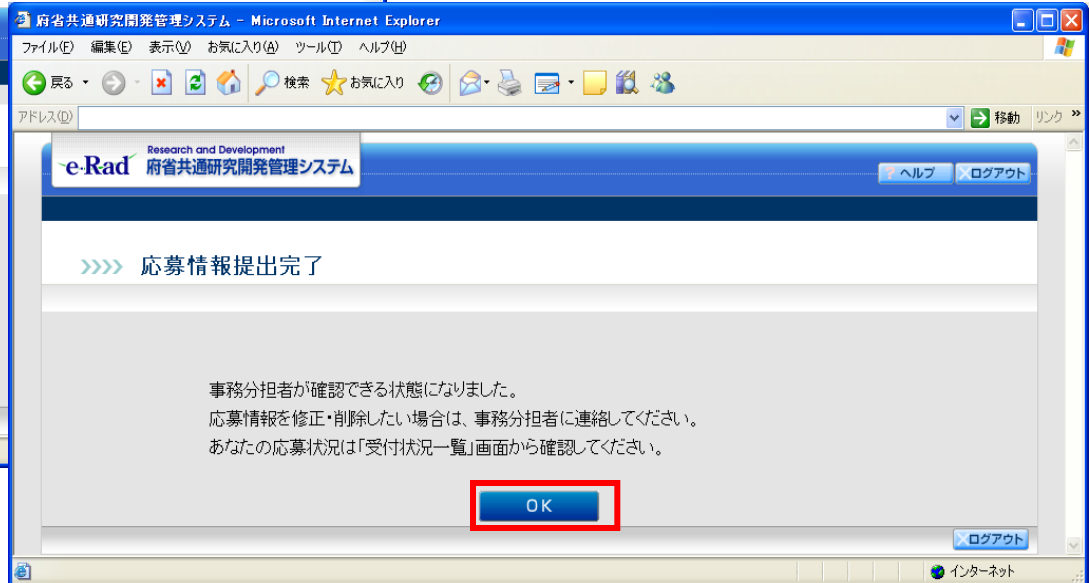 府省共通研究開発管理システム - Microsoft Internet Explorer
ファイル(F) 編集(E) 表示(V) お気に入り(A) ツール(T) ヘルプ(H)
戻る 検索 お気に入り
アドレス(D) 移動 リンク »
e-Rad Research and Development
府省共通研究開発管理システム
? ヘルプ ログアウト
応募情報提出完了
事務分担者が確認できる状態になりました。
応募情報を修正・削除したい場合は、事務分担者に連絡してください。
あなたの応募状況は「受付状況一覧」画面から確認してください。
OK
ログアウト
インターネット